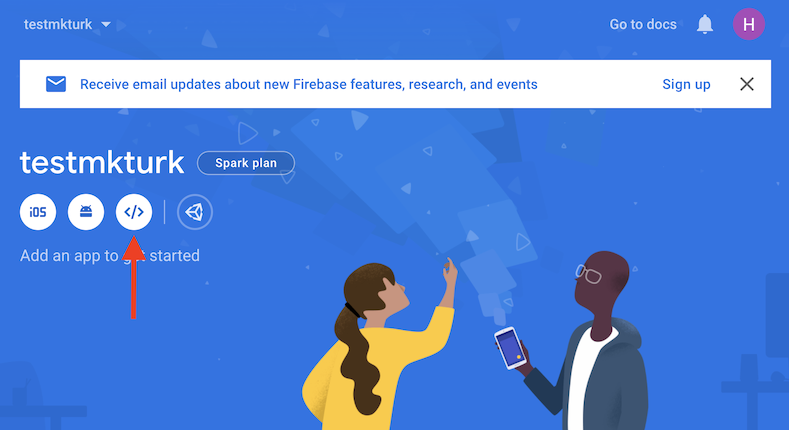 testmkturk
Go to docs
H
Receive email updates about new Firebase features, research, and events
Sign up
testmkturk
Spark plan
iOS
</>
Add an app to get started